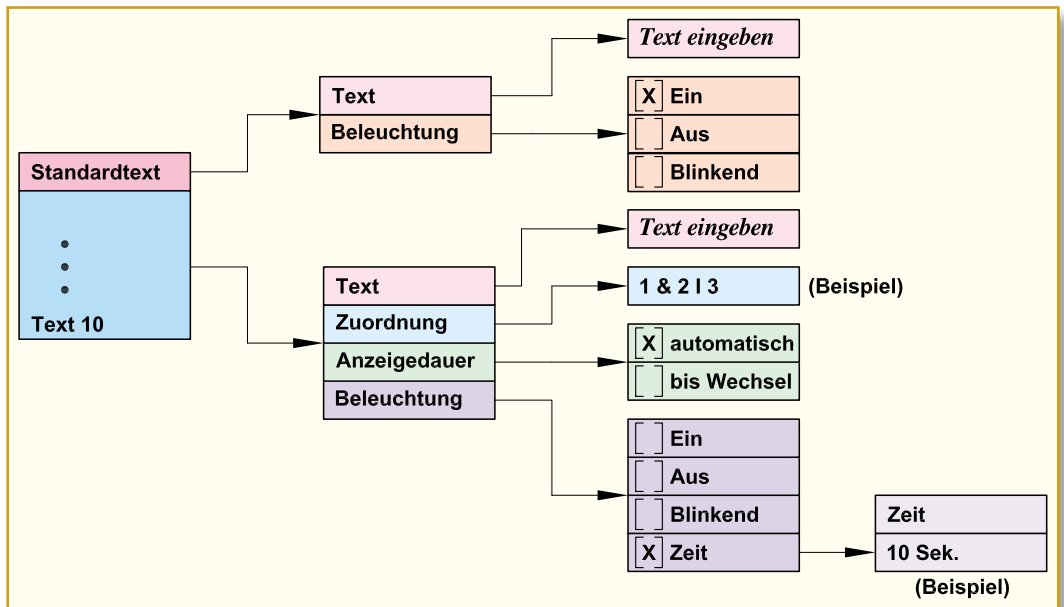 Standardtext
Text 10
Text
Beleuchtung
Text eingeben
[X] Ein
[ ] Aus
[ ] Blinkend
Text
Zuordnung
Anzeigedauer
Beleuchtung
Text eingeben
1 & 2 I 3 (Beispiel)
[X] automatisch
[ ] bis Wechsel
[ ] Ein
[ ] Aus
[ ] Blinkend
[X] Zeit
Zeit
10 Sek.
(Beispiel)